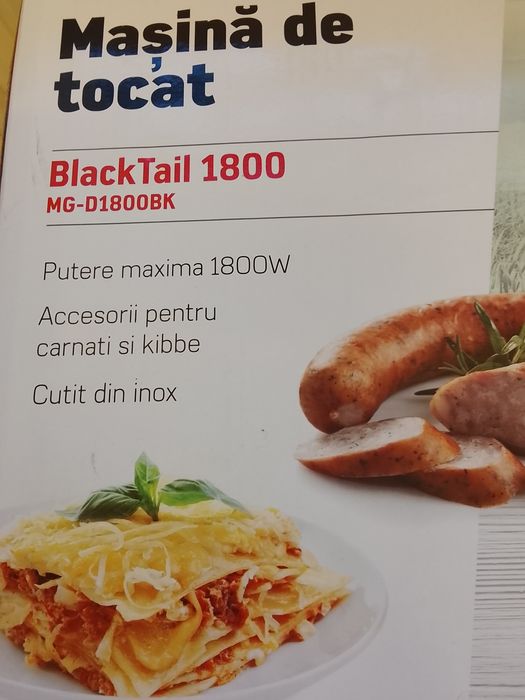 Mașină de
tocat
BlackTail 1800
MG-D1800BK
Putere maxima 1800W
Accesorii pentru
carnati si kibbe
Cutit din inox